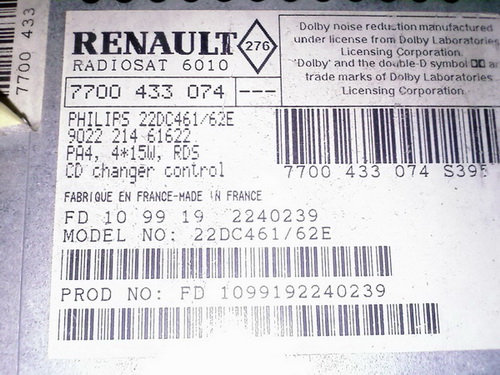 7700 433
RENAULT
276
RADIOSAT 6010
7700 433 074 ---
Dolby noise reduction manufactured
under license from Dolby Laboratories
Licensing Corporation.
'Dolby' and the double-D symbol DD ar
trade marks of Dolby Laboratories
Licensing Corporation.
PHILIPS 22DC461/62E
9022 214 61622
PA4, 4*15W, RDS
CD changer control
7700 433 074 S395
FABRIQUE EN FRANCE-MADE IN FRANCE
FD 10 99 19 2240239
MODEL NO: 22DC461/62E
PROD NO: FD 1099192240239